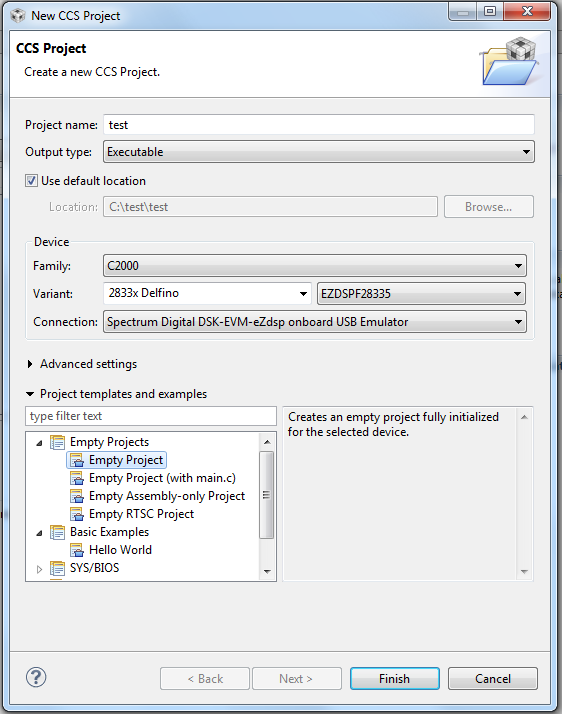 New CCS Project
CCS Project
Create a new CCS Project.
Project name: test
Output type: Executable
Use default location
Location: C:\test\test Browse...
Device
Family: C2000
Variant: 2833x Delfino EZDSPF28335
Connection: Spectrum Digital DSK-EVM-eZdsp onboard USB Emulator
Advanced settings
Project templates and examples
type filter text
Creates an empty project fully initialized
for the selected device.
Empty Projects
Empty Project
Empty Project (with main.c)
Empty Assembly-only Project
Empty RTSC Project
Basic Examples
Hello World
SYS/BIOS
? < Back Next > Finish Cancel